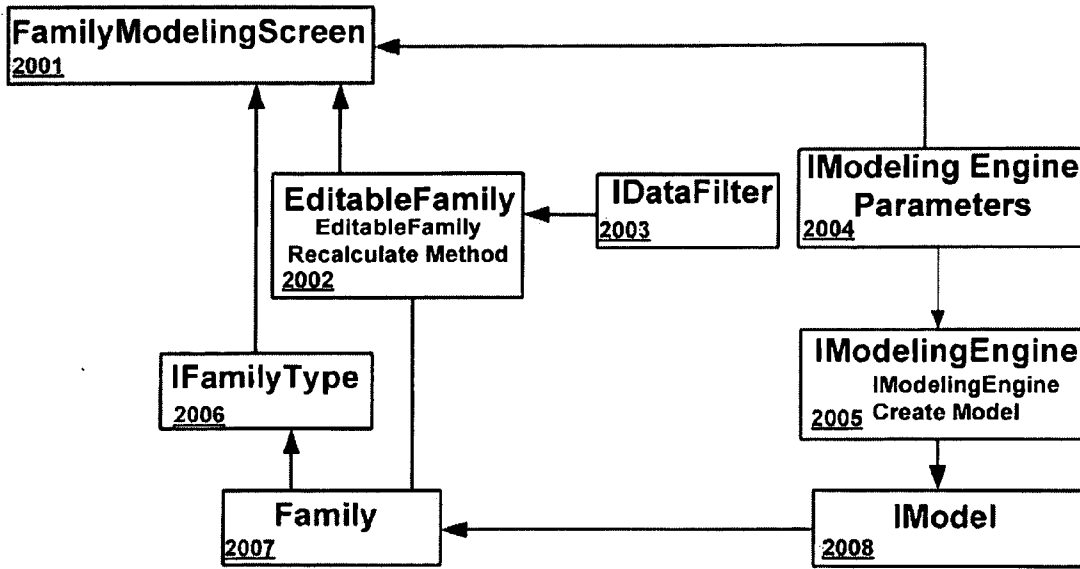 FamilyModelingScreen
2001
EditableFamily
EditableFamily
Recalculate Method
2002
IDataFilter
2003
IModeling Engine
Parameters
2004
IModelingEngine
IModelingEngine
Create Model
2005
IFamilyType
2006
Family
2007
IModel
2008